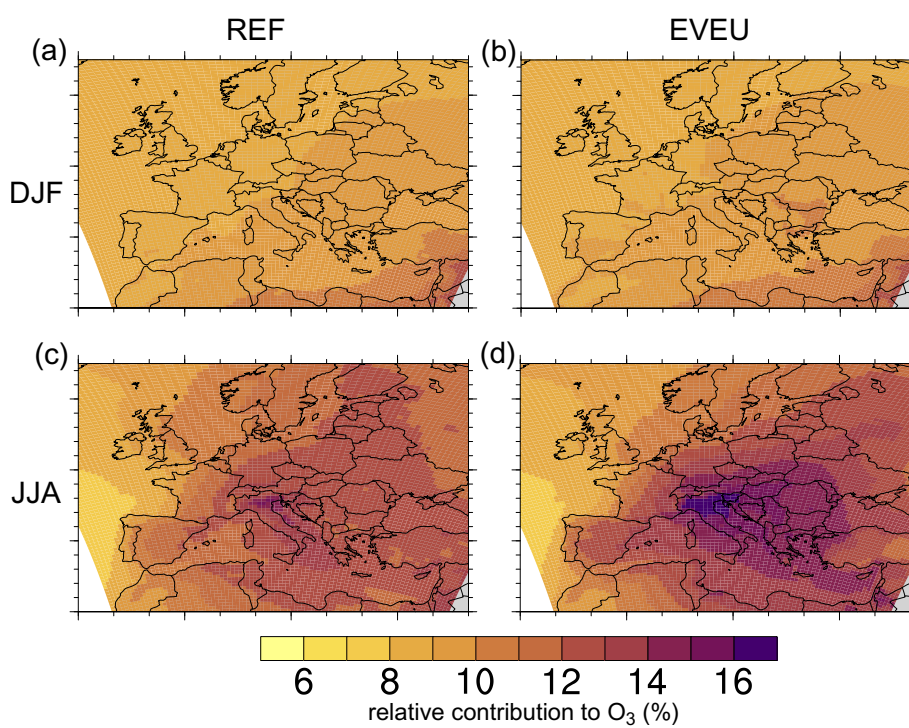 REF EVEU
(a) (b)
DJF
(c) (d)
JJA
6 8 10 12 14 16
relative contribution to O₃ (%)